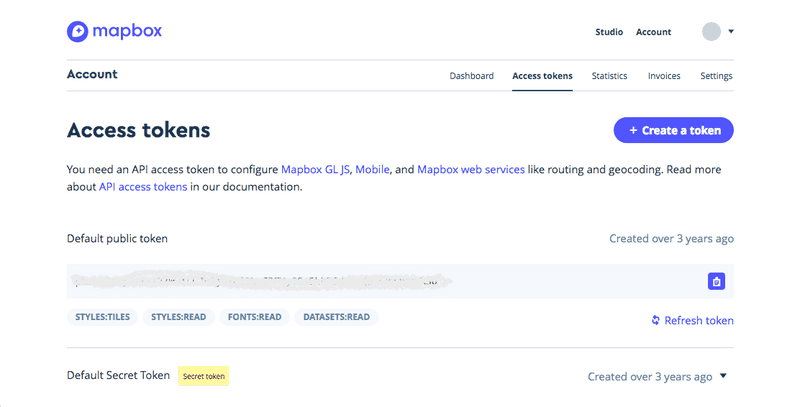 mapbox
Studio Account
Account
Dashboard Access tokens Statistics Invoices Settings
Access tokens
+ Create a token
You need an API access token to configure Mapbox GL JS, Mobile, and Mapbox web services like routing and geocoding. Read more
about API access tokens in our documentation.
Default public token Created over 3 years ago
STYLES:TILES STYLES:READ FONTS:READ DATASETS:READ
Refresh token
Default Secret Token Secret token Created over 3 years ago